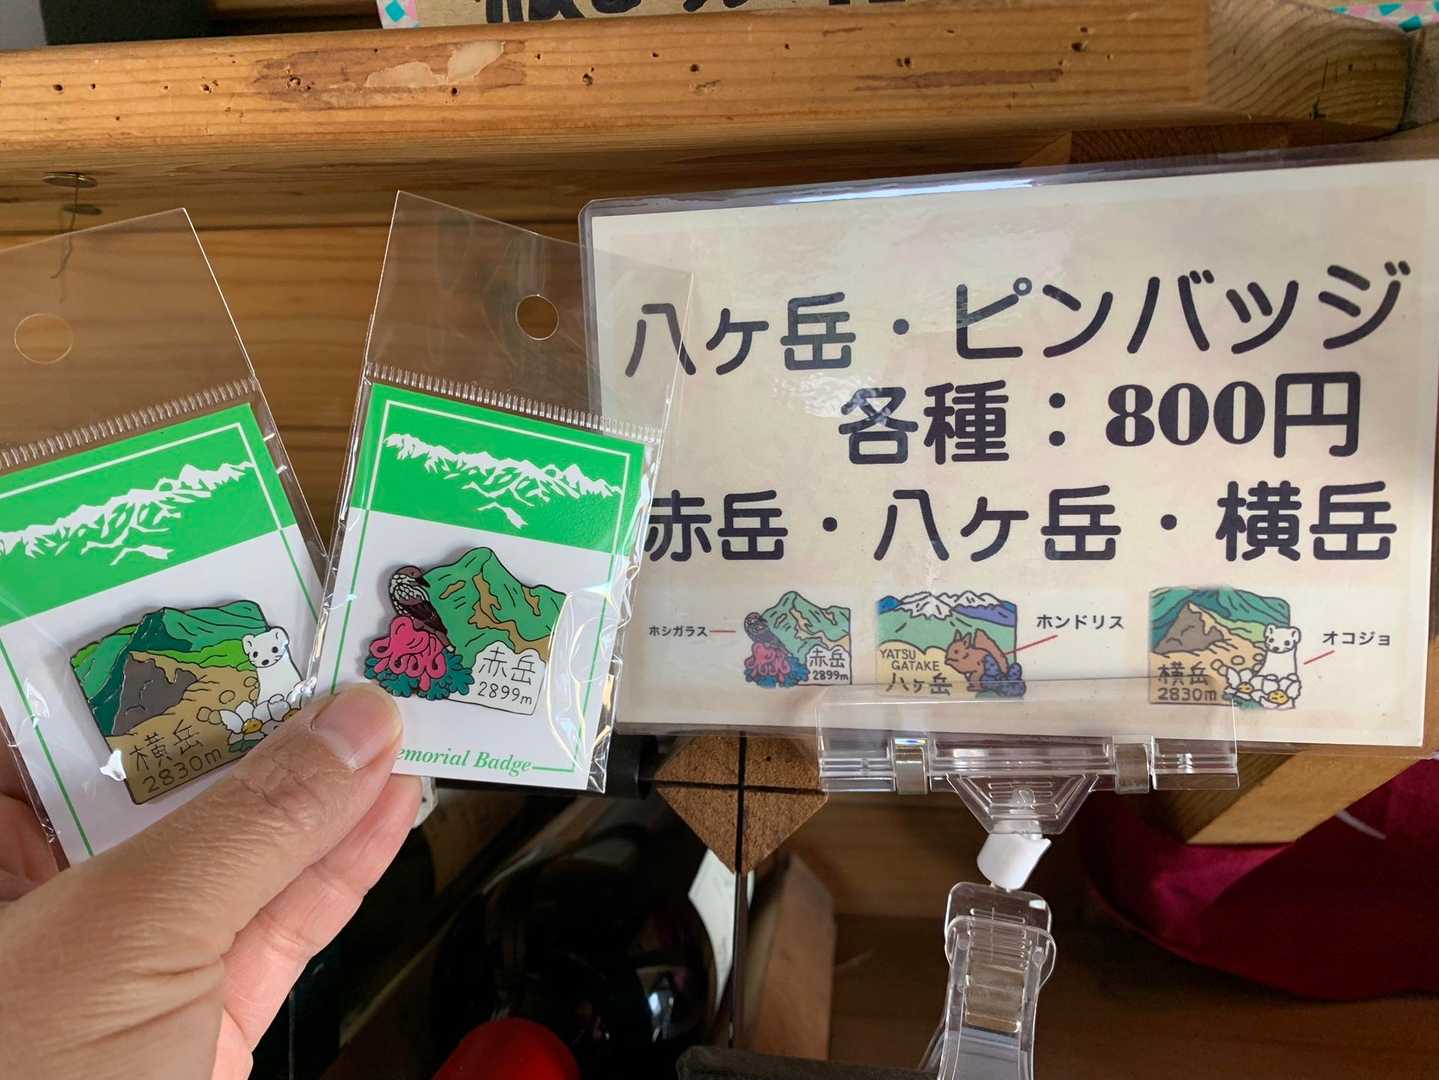 八ヶ岳・ピンバッジ
各種：800円
赤岳・八ヶ岳・横岳
ホシガラス
赤岳
2899m
YATSU
GATAKE
八ヶ岳
ホンドリス
横岳
2830m
オコジョ
横岳
2830m
赤岳
2899m
emorial Badge